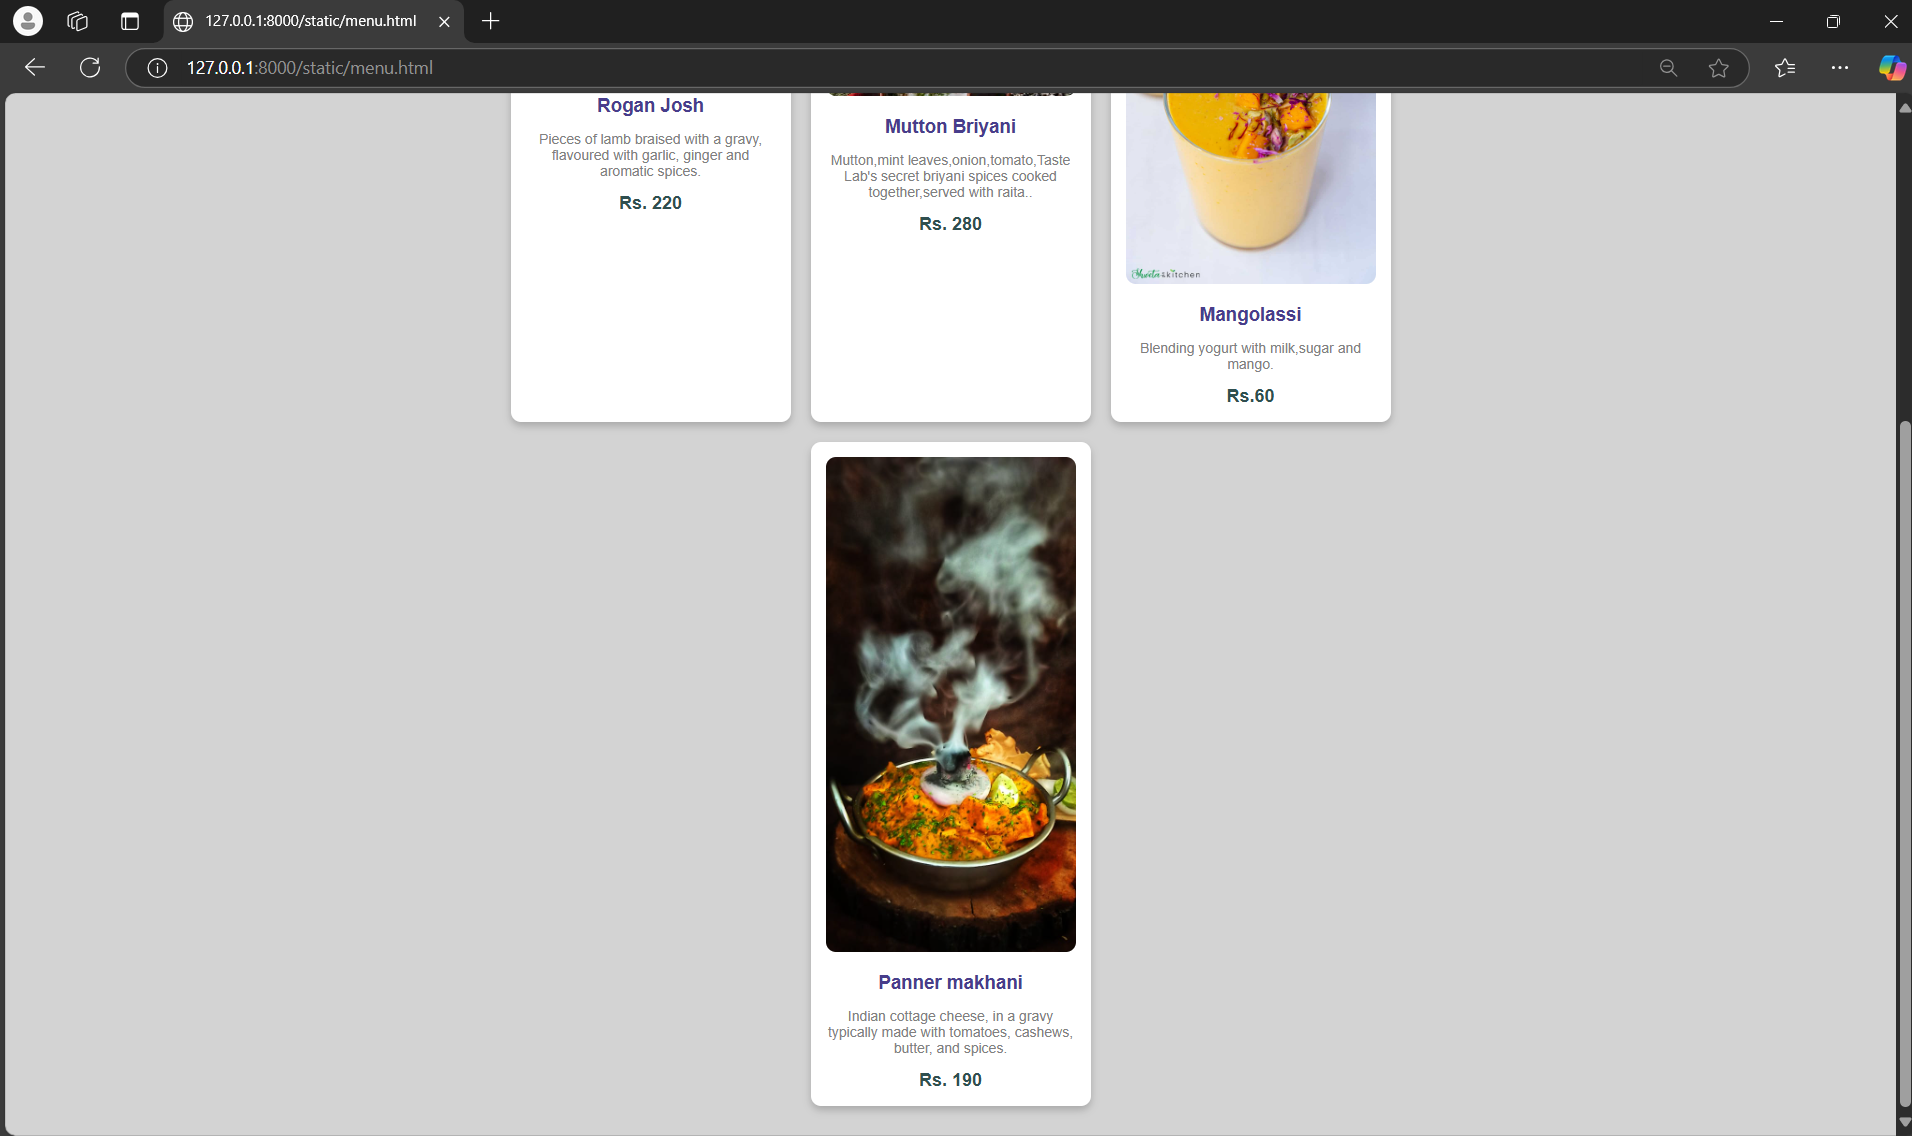 127.0.0.1:8000/static/menu.html
127.0.0.1:8000/static/menu.html
Rogan Josh
Pieces of lamb braised with a gravy,
flavoured with garlic, ginger and
aromatic spices.
Rs. 220
Mutton Briyani
Mutton,mint leaves,onion,tomato,Taste
Lab's secret briyani spices cooked
together,served with raita..
Rs. 280
Shweta kitchen
Mangolassi
Blending yogurt with milk,sugar and
mango.
Rs.60
Panner makhani
Indian cottage cheese, in a gravy
typically made with tomatoes, cashews,
butter, and spices.
Rs. 190